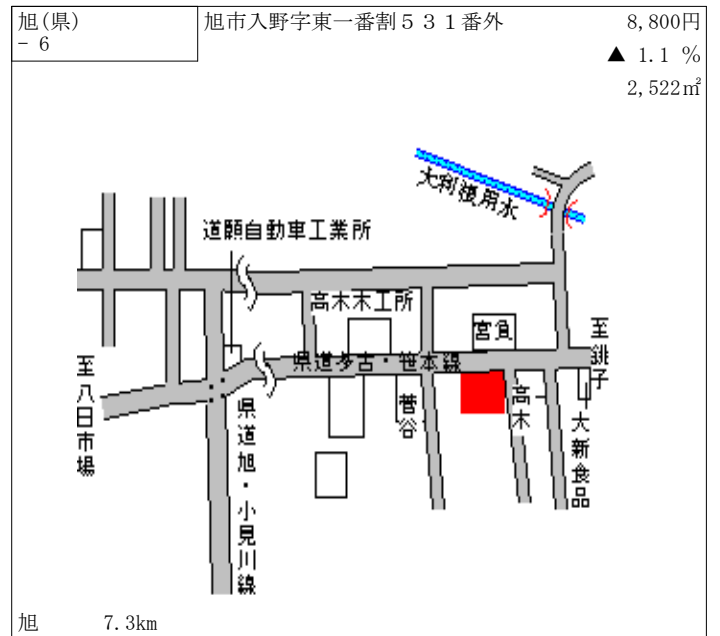 旭(県)
- 6
旭市入野字東一番割５３１番外
8,800円
▲ 1.1 %
2,522㎡
大利根用水
道願自動車工業所
高木木工所
宮負
至銚子
県道多古・笹本線
至八日市場
菅谷
高木
大新食品
県道旭・小見川線
旭 7.3km